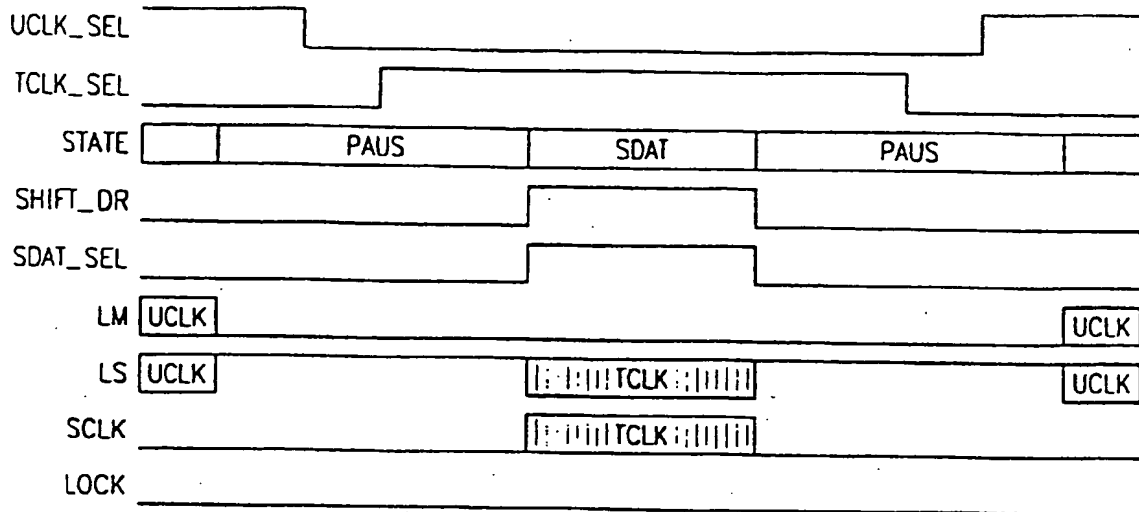 UCLK_SEL
TCLK_SEL
STATE PAUS SDAT PAUS
SHIFT_DR
SDAT_SEL
LM UCLK UCLK
LS UCLK TCLK UCLK
SCLK TCLK
LOCK